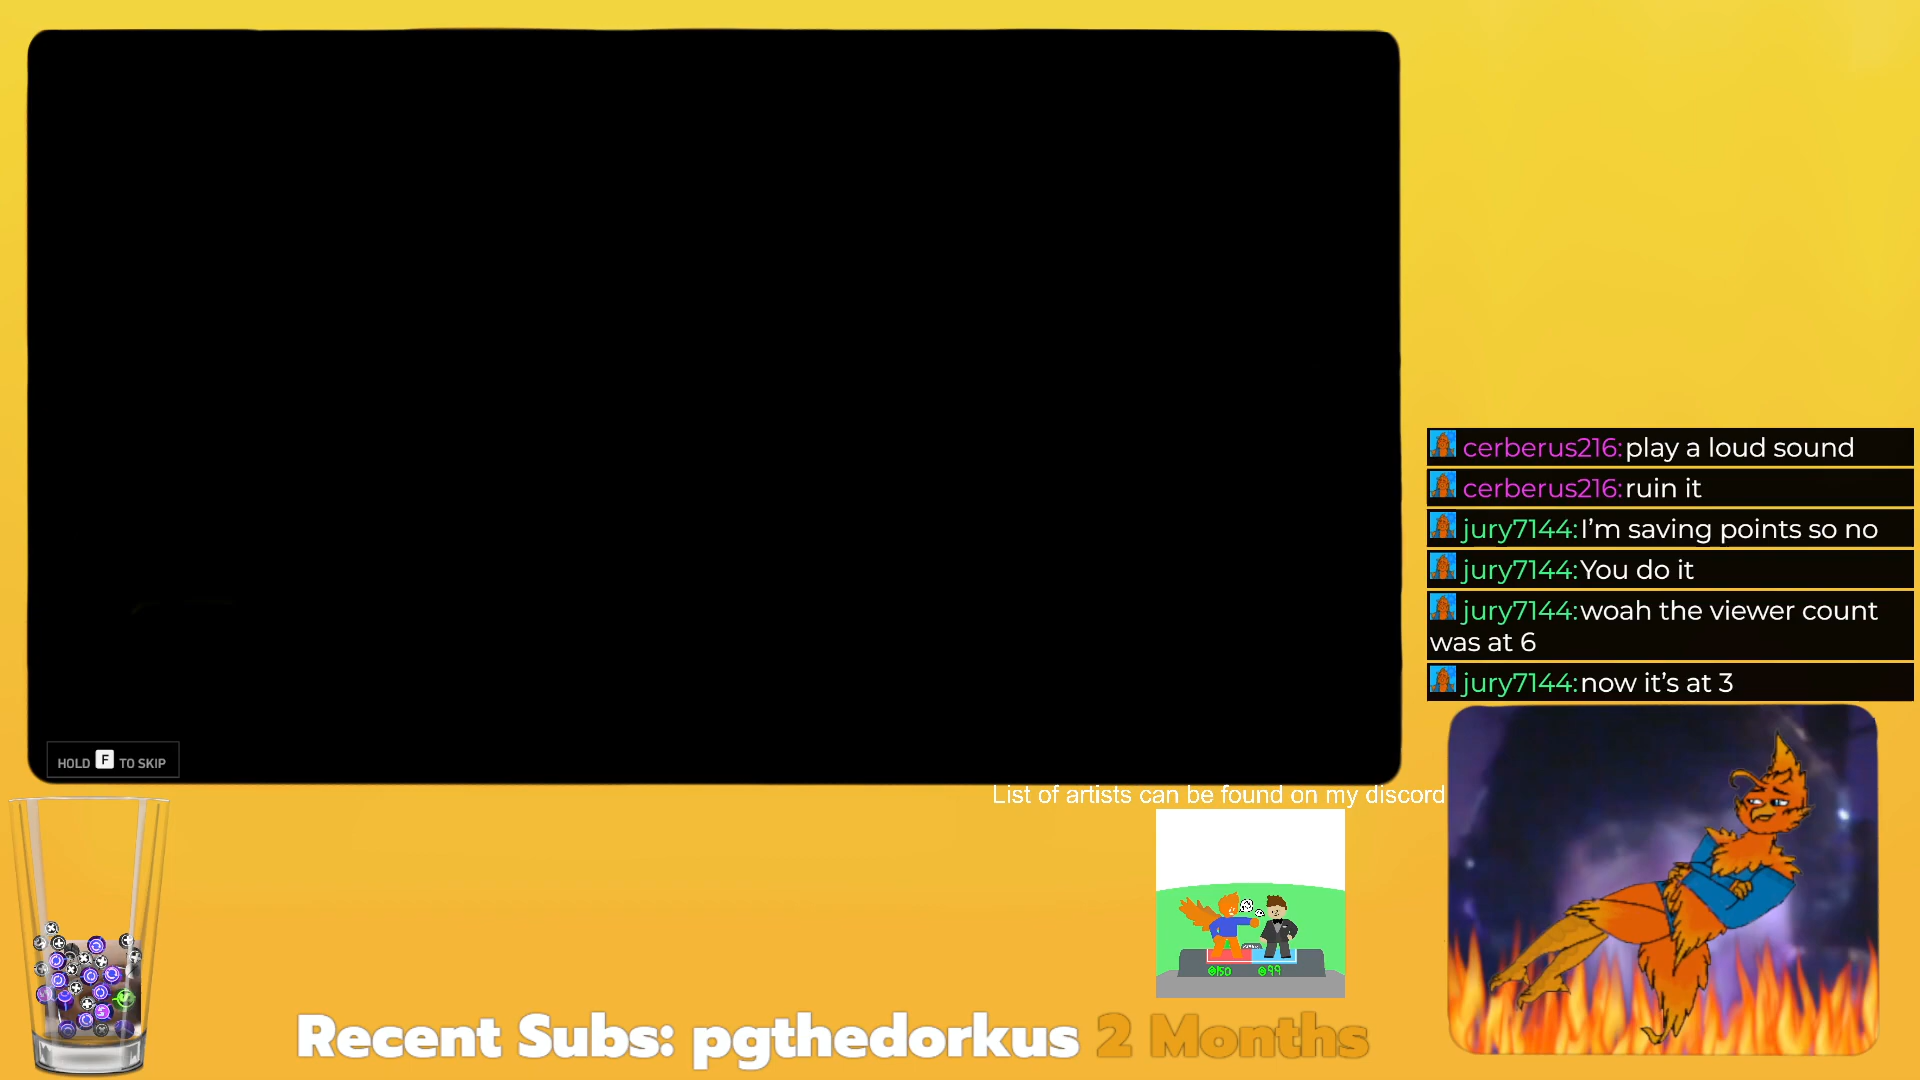 cerberus216: play a loud sound
cerberus216: ruin it
jury7144: I'm saving points so no
jury7144: You do it
jury7144: woah the viewer count
was at 6
jury7144: now it's at 3
HOLD F TO SKIP
List of artists can be found on my discord
150
99
Recent Subs: pgthedorkus 2 Months